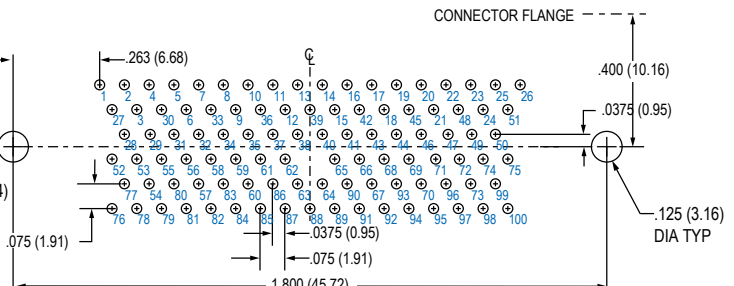 CONNECTOR FLANGE
.263 (6.68)
℄
.400 (10.16)
1 2 4 5 7 8 10 11 13 14 16 17 19 20 22 23 25 26
.0375 (0.95)
27 3 30 6 33 9 36 12 39 15 42 18 45 21 48 24 51
28 29 31 32 34 35 37 38 40 41 43 44 46 47 49 50
52 53 55 56 58 59 61 62 65 66 68 69 71 72 74 75
4)
77 54 80 57 83 60 86 63 64 90 67 93 70 96 73 99
76 78 79 81 82 84 85 87 88 89 91 92 94 95 97 98 100
.125 (3.16)
DIA TYP
.075 (1.91)
.0375 (0.95)
.075 (1.91)
1.800 (45.72)